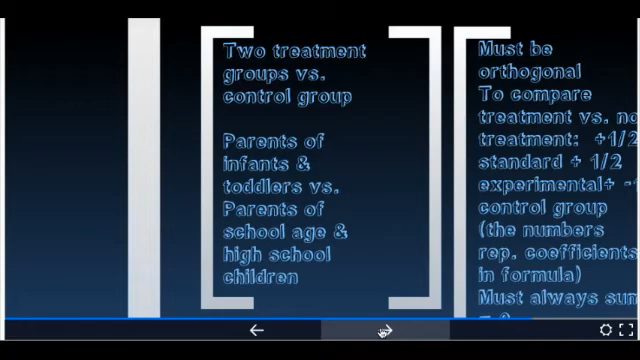 Two treatment
groups vs.
control group
Parents of
infants &
toddlers vs.
Parents of
school age &
high school
children
Must be
orthogonal
To compare
treatment vs. no
treatment: +1/2
standard + 1/2
experimental+ -1
control group
(the numbers
rep. coefficients
in formula)
Must always sum